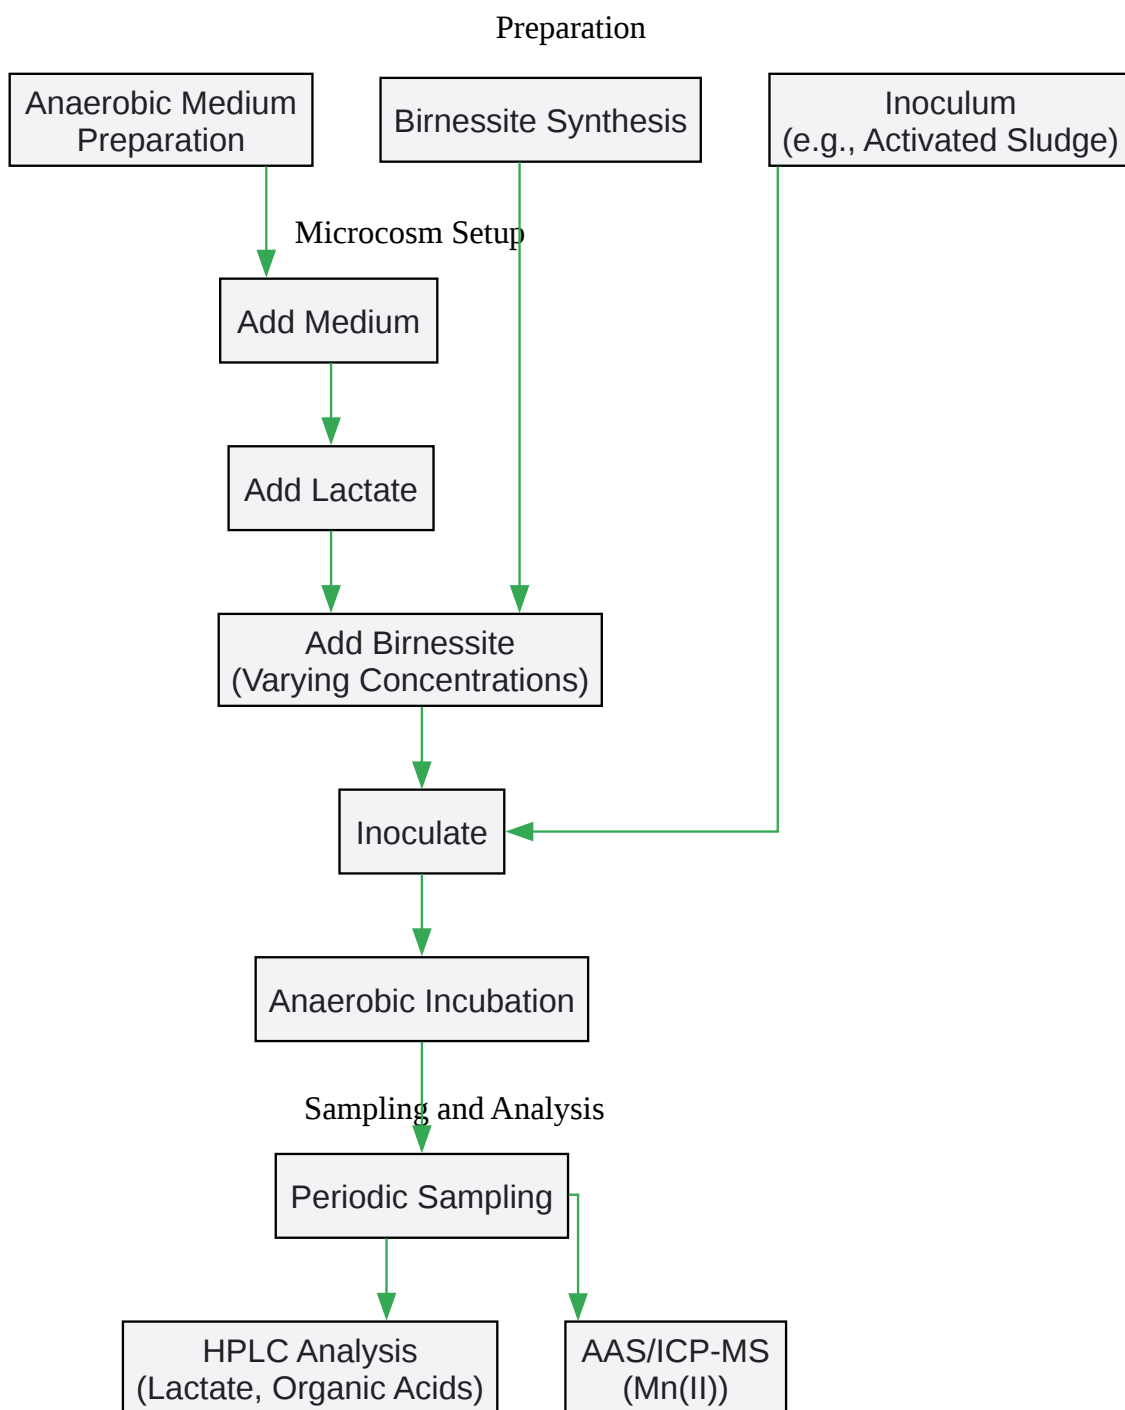 Preparation
Anaerobic Medium
Preparation
Birnessite Synthesis
Inoculum
(e.g., Activated Sludge)
Microcosm Setup
Add Medium
Add Lactate
Add Birnessite
(Varying Concentrations)
Inoculate
Anaerobic Incubation
Sampling and Analysis
Periodic Sampling
HPLC Analysis
(Lactate, Organic Acids)
AAS/ICP-MS
(Mn(II))